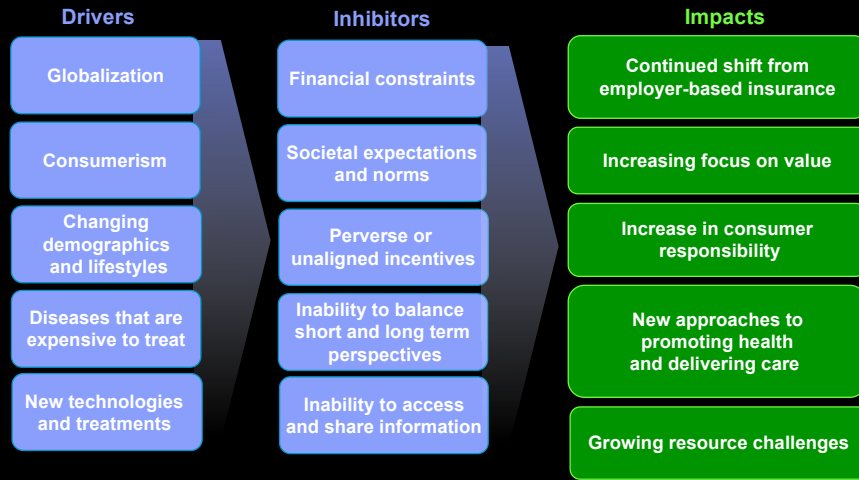 Drivers
Globalization
Consumerism
Changing
demographics
and lifestyles
Diseases that are
expensive to treat
New technologies
and treatments
Inhibitors
Financial constraints
Societal expectations
and norms
Perverse or
unaligned incentives
Inability to balance
short and long term
perspectives
Inability to access
and share information
Impacts
Continued shift from
employer-based insurance
Increasing focus on value
Increase in consumer
responsibility
New approaches to
promoting health
and delivering care
Growing resource challenges